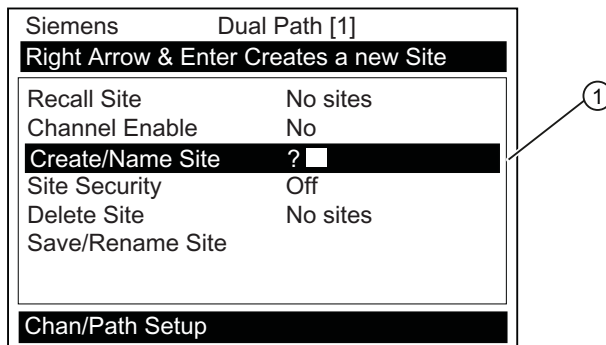 Siemens Dual Path [1]
Right Arrow & Enter Creates a new Site
Recall Site No sites
Channel Enable No
Create/Name Site ?
Site Security Off
Delete Site No sites
Save/Rename Site
Chan/Path Setup
1